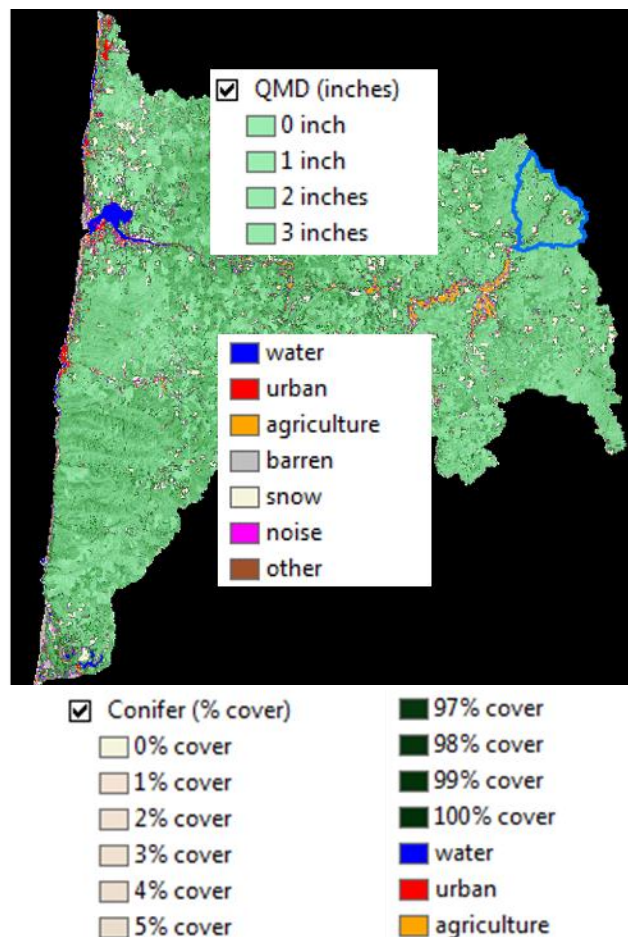 QMD (inches)
0 inch
1 inch
2 inches
3 inches
water
urban
agriculture
barren
snow
noise
other
Conifer (% cover)
0% cover
1% cover
2% cover
3% cover
4% cover
5% cover
97% cover
98% cover
99% cover
100% cover
water
urban
agriculture